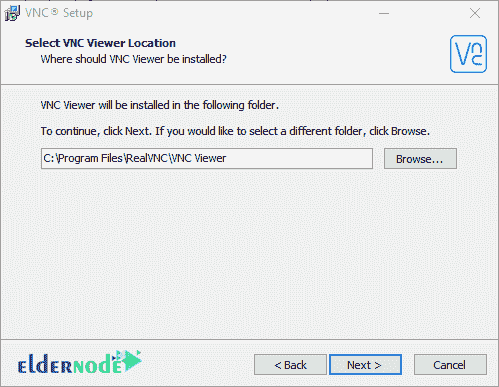 VNC® Setup
Select VNC Viewer Location
Where should VNC Viewer be installed?
VNC Viewer will be installed in the following folder.
To continue, click Next. If you would like to select a different folder, click Browse.
C:\Program Files\RealVNC\VNC Viewer
Browse...
eldernode
< Back
Next >
Cancel